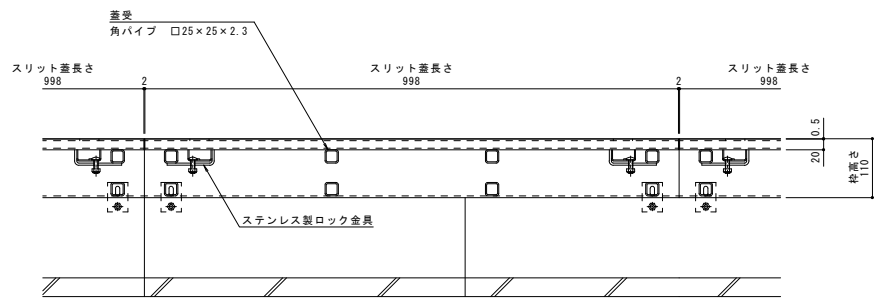 蓋受
角パイプ □25×25×2.3
スリット蓋長さ
998
2
スリット蓋長さ
998
2
スリット蓋長さ
998
0.5
20
枠高さ
110
ステンレス製ロック金具